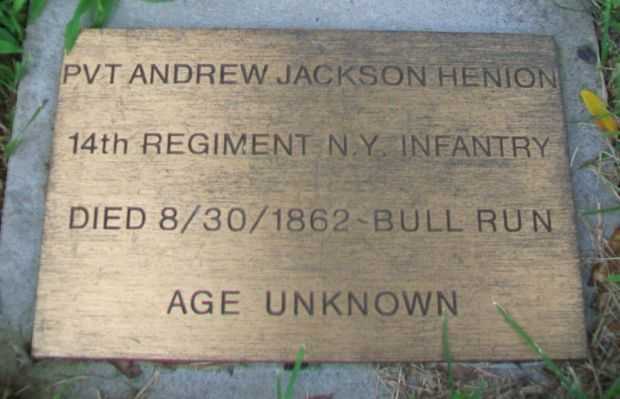 PVT ANDREW JACKSON HENION
14th REGIMENT N.Y. INFANTRY
DIED 8/30/1862-BULL RUN
AGE UNKNOWN